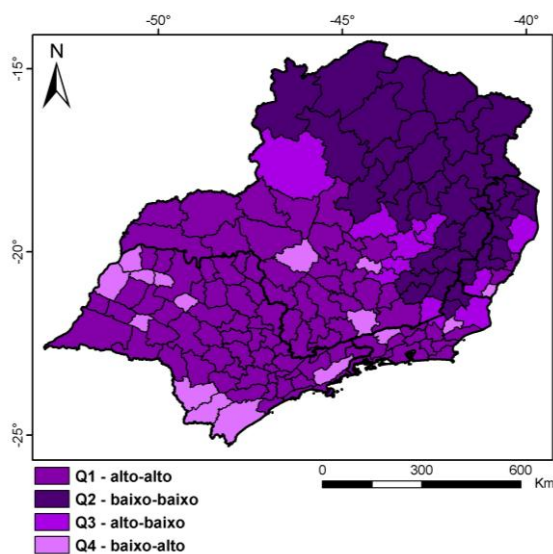 -50° -45° -40°
N
-15°
-20°
-25°
Q1 - alto-alto
Q2 - baixo-baixo
Q3 - alto-baixo
Q4 - baixo-alto
0 300 600
Km